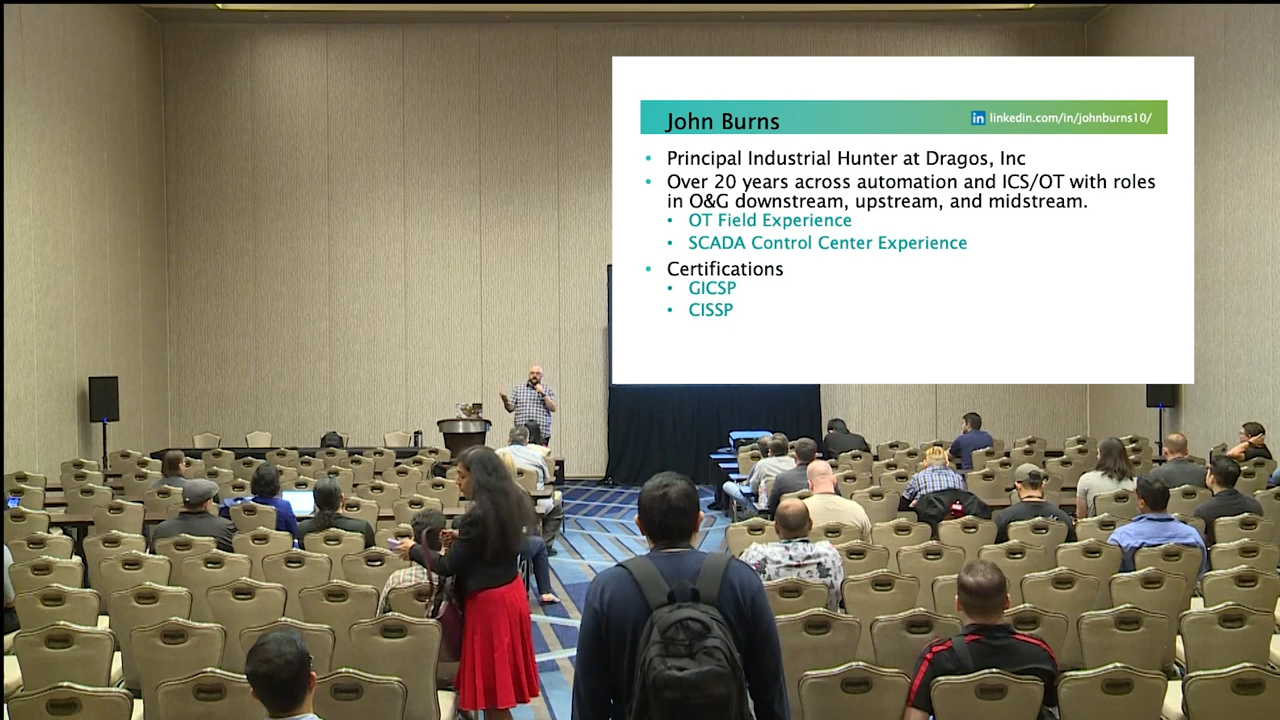 John Burns
in linkedin.com/in/johnburns10/
• Principal Industrial Hunter at Dragos, Inc
• Over 20 years across automation and ICS/OT with roles
in O&G downstream, upstream, and midstream.
• OT Field Experience
• SCADA Control Center Experience
• Certifications
• GICSP
• CISSP